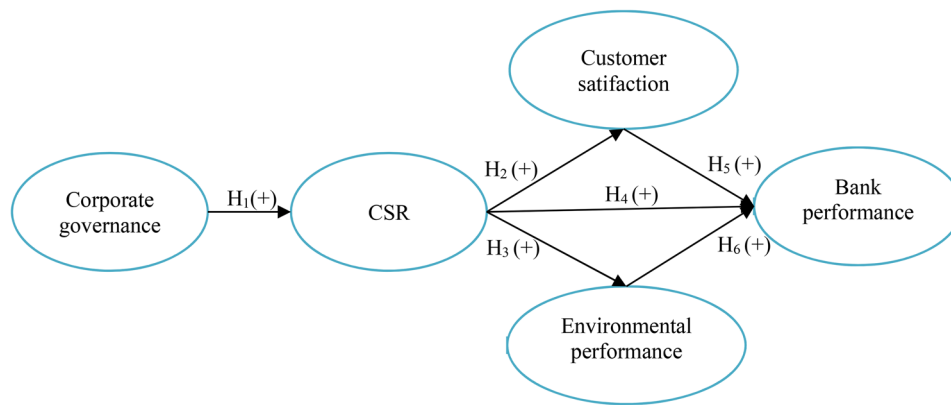 Customer
satifaction
H₂ (+)
H₅ (+)
Corporate
governance
H₁(+)
CSR
H₄ (+)
Bank
performance
H₃ (+)
H₆ (+)
Environmental
performance